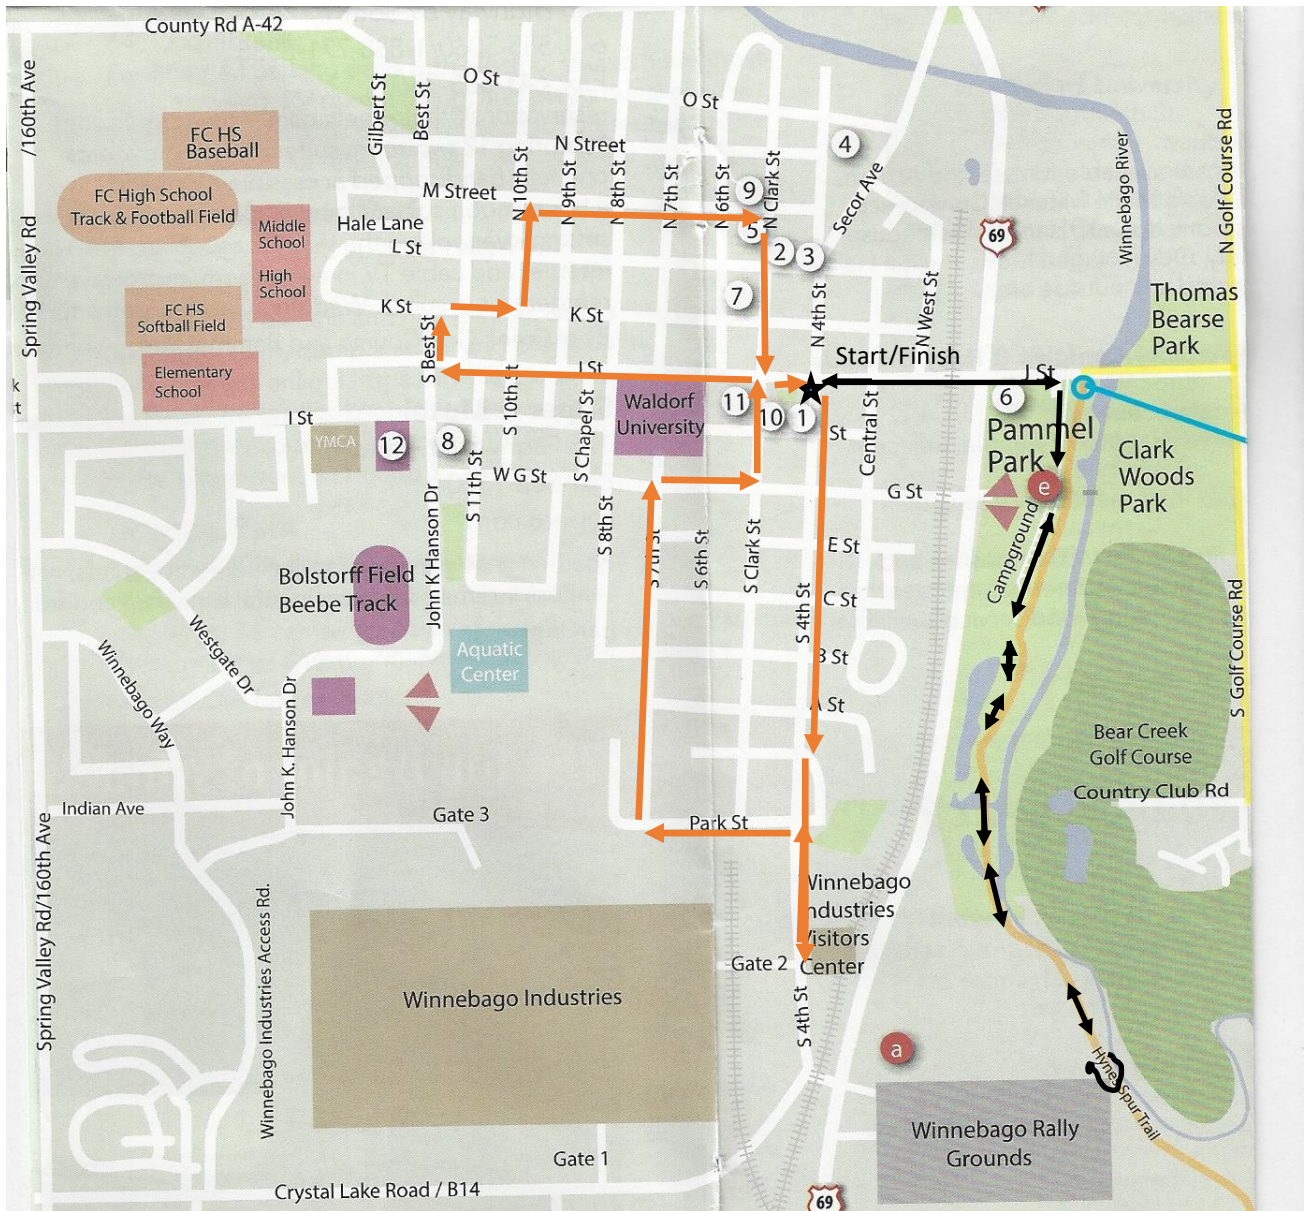 County Rd A-42
/160th Ave
Spring Valley Rd
FC HS
Baseball
FC High School
Track & Football Field
Middle
School
High
School
FC HS
Softball Field
Elementary
School
k
st
Gilbert St
Best St
O St
O St
N Street
M Street
Hale Lane
L St
K St
K St
N 10th St
N 9th St
N 8th St
N 7th St
N 6th St
N Clark St
4
9
5
2
3
7
Secor Ave
69
Winnebago River
N Golf Course Rd
N 4th St
N West St
Thomas
Bearse
Park
Start/Finish
J St
S Best St
S 10th St
I St
YMCA
12
8
S 11th St
W G St
S Chapel St
Waldorf
University
11
10
1
St
Central St
6
Pammel
Park
e
Clark
Woods
Park
G St
Campground
S 8th St
S 7th St
S 6th St
S Clark St
S 4th St
E St
C St
B St
A St
John K Hanson Dr
Bolstorff Field
Beebe Track
Aquatic
Center
Westgate Dr
Winnebago Way
John K. Hanson Dr
Indian Ave
Gate 3
Park St
S Golf Course Rd
Bear Creek
Golf Course
Country Club Rd
Spring Valley Rd/160th Ave
Winnebago Industries Access Rd.
Winnebago Industries
Gate 2
Winnebago
Industries
Visitors
Center
S 4th St
a
Hynes Spur Trail
Winnebago Rally
Grounds
Gate 1
Crystal Lake Road / B14
69